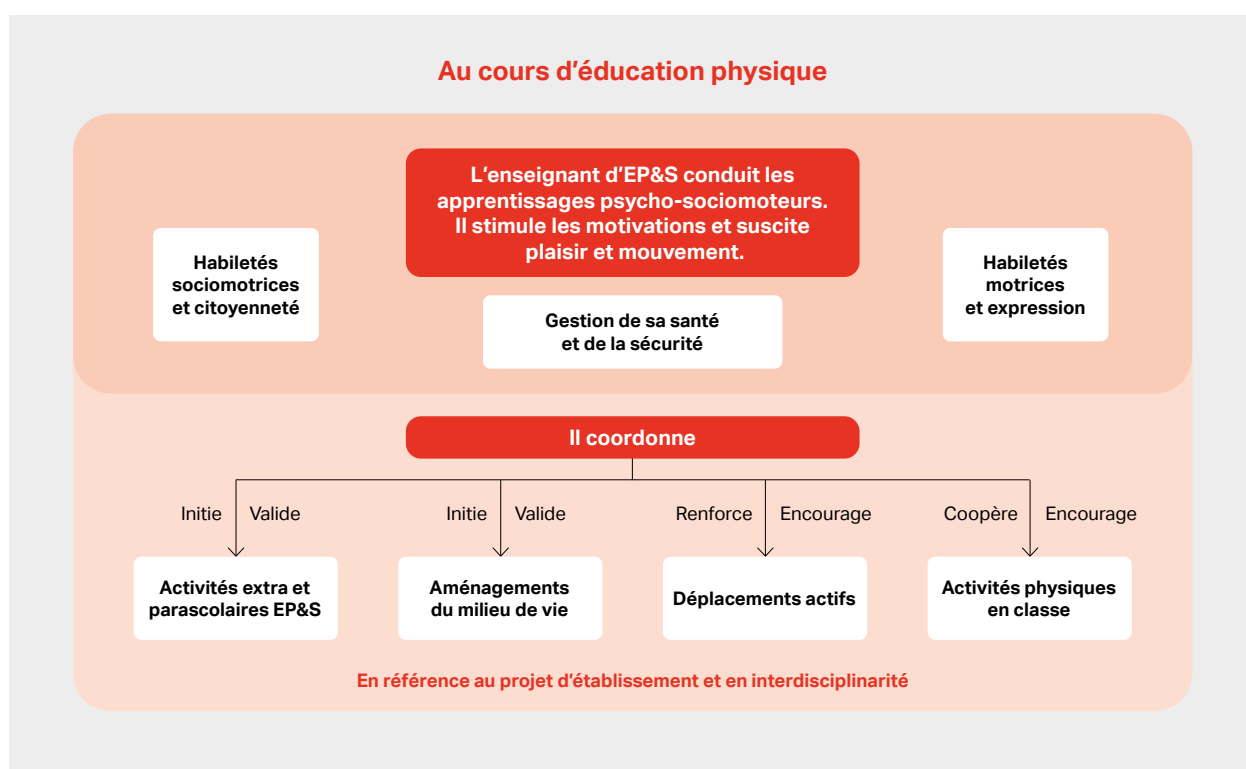 Au cours d’éducation physique
L’enseignant d’EP&S conduit les
apprentissages psycho-sociomoteurs.
Il stimule les motivations et suscite
plaisir et mouvement.
Habiletés
sociomotrices
et citoyenneté
Gestion de sa santé
et de la sécurité
Habiletés
motrices
et expression
Il coordonne
Initie Valide
Initie Valide
Renforce Encourage
Coopère Encourage
Activités extra et
parascolaires EP&S
Aménagements
du milieu de vie
Déplacements actifs
Activités physiques
en classe
En référence au projet d’établissement et en interdisciplinarité